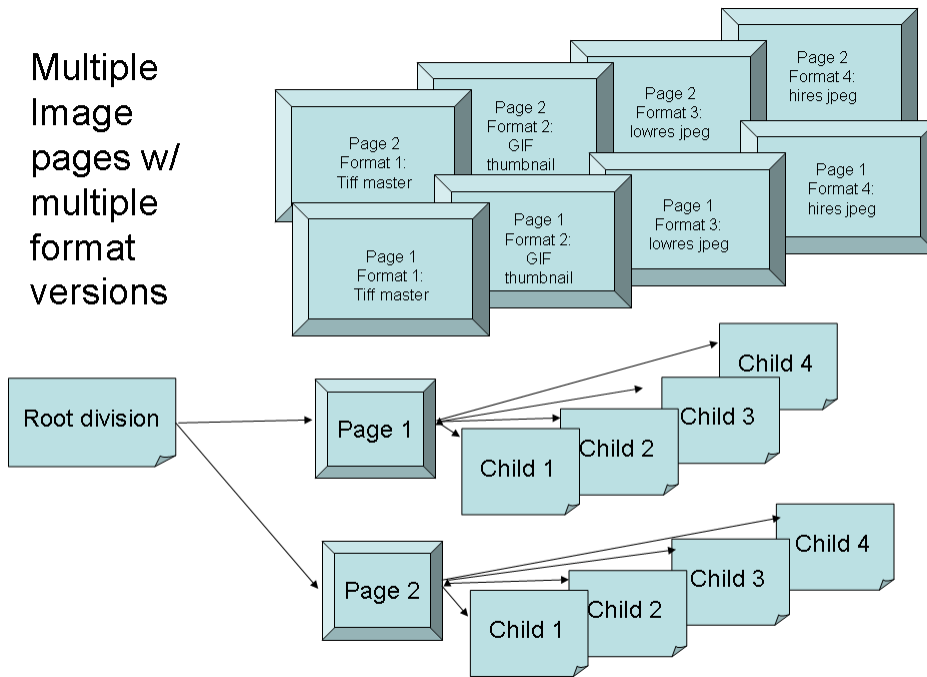 Multiple
Image
pages w/
multiple
format
versions
Page 2
Format 1:
Tiff master
Page 2
Format 2:
GIF
thumbnail
Page 2
Format 3:
lowres jpeg
Page 2
Format 4:
hires jpeg
Page 1
Format 1:
Tiff master
Page 1
Format 2:
GIF
thumbnail
Page 1
Format 3:
lowres jpeg
Page 1
Format 4:
hires jpeg
Root division
Page 1
Child 1
Child 2
Child 3
Child 4
Page 2
Child 1
Child 2
Child 3
Child 4